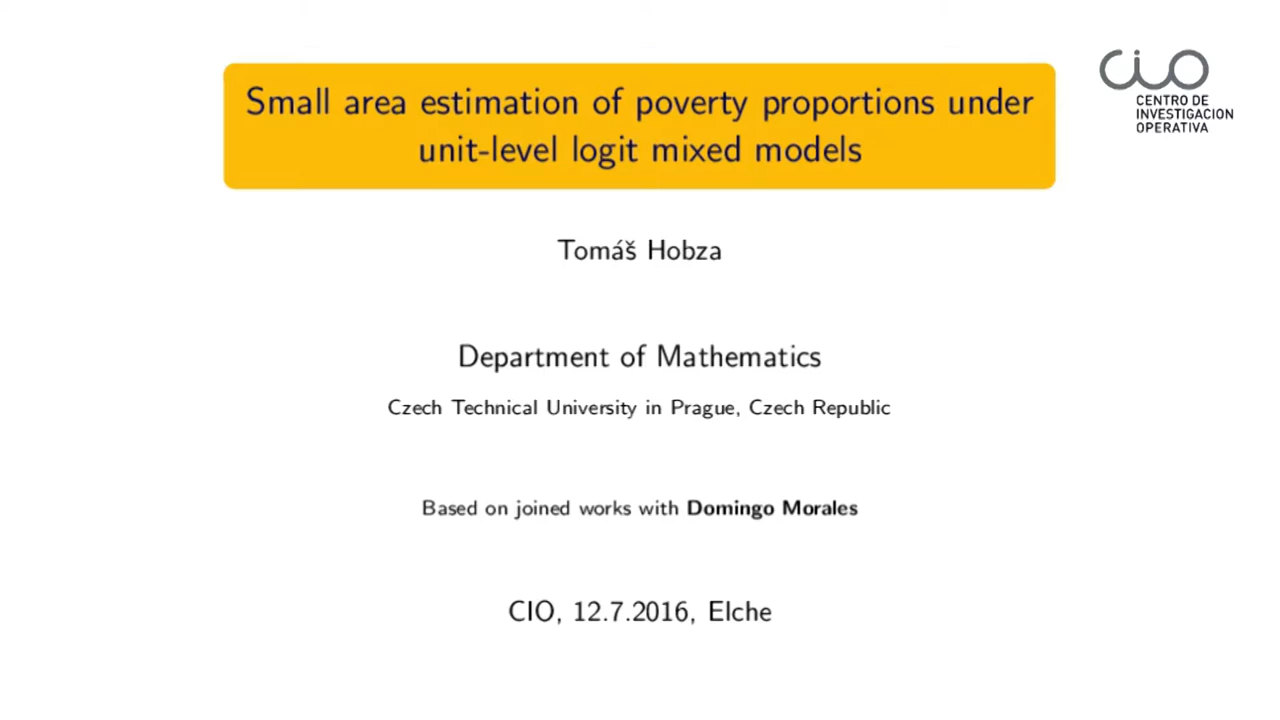 Small area estimation of poverty proportions under
unit-level logit mixed models
CIO
CENTRO DE
INVESTIGACION
OPERATIVA
Tomáš Hobza
Department of Mathematics
Czech Technical University in Prague, Czech Republic
Based on joined works with Domingo Morales
CIO, 12.7.2016, Elche